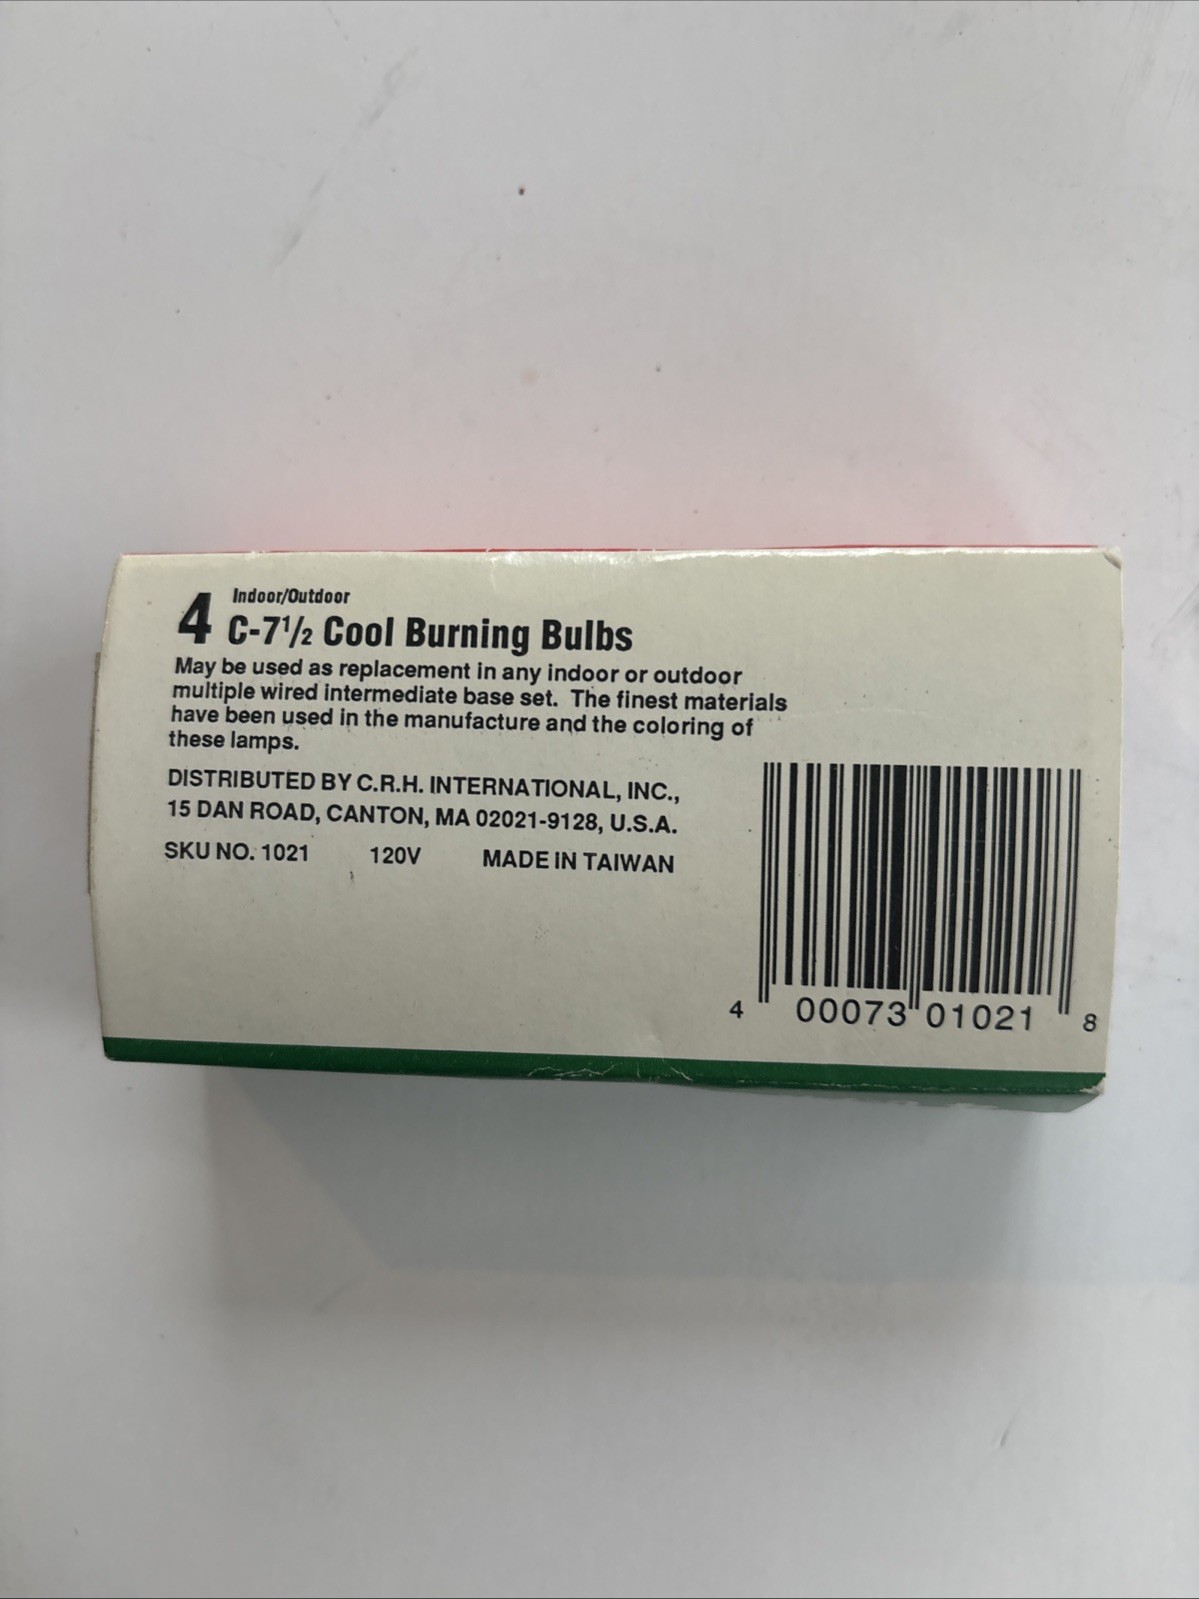 Indoor/Outdoor
4 C-7½ Cool Burning Bulbs
May be used as replacement in any indoor or outdoor
multiple wired intermediate base set. The finest materials
have been used in the manufacture and the coloring of
these lamps.
DISTRIBUTED BY C.R.H. INTERNATIONAL, INC.,
15 DAN ROAD, CANTON, MA 02021-9128, U.S.A.
SKU NO. 1021 120V MADE IN TAIWAN
4 00073 01021 8